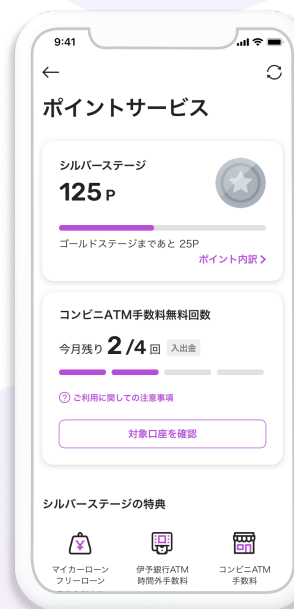 9:41
ポイントサービス
シルバーステージ
125 P
ゴールドステージまであと 25P
ポイント内訳
コンビニATM手数料無料回数
今月残り 2 /4 回 入出金
? ご利用に関しての注意事項
対象口座を確認
シルバーステージの特典
マイカーローン 伊予銀行ATM コンビニATM
フリーローン 時間外手数料 手数料